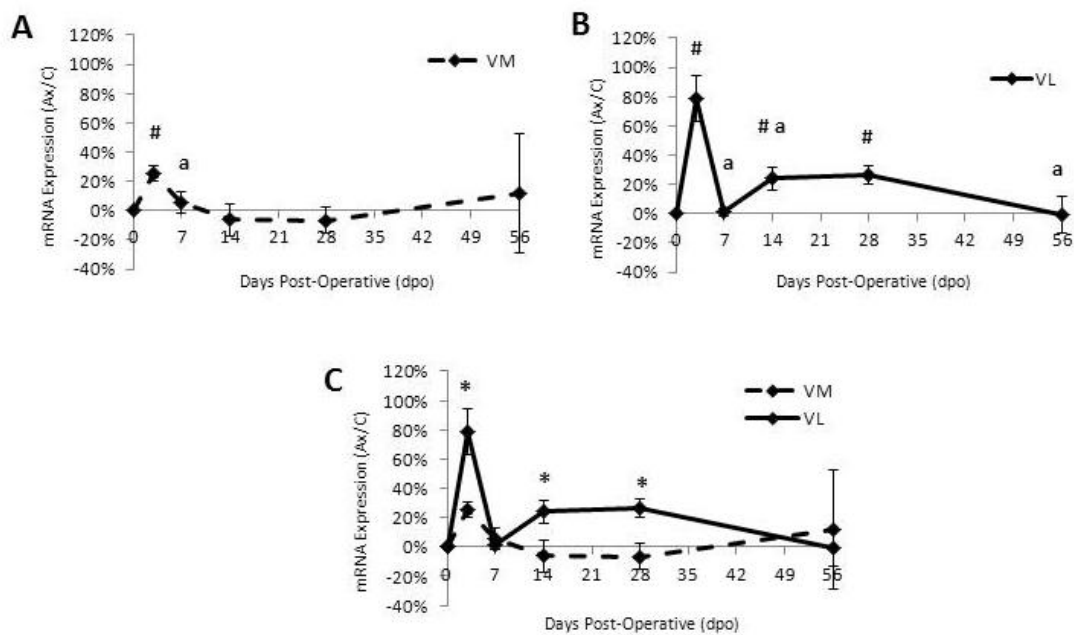 A
mRNA Expression (Ax/C)
120%
100%
80%
60%
40%
20%
0%
-20%
-40%
VM
#
a
0 7 14 21 28 35 42 49 56
Days Post-Operative (dpo)
B
mRNA Expression (Ax/C)
120%
100%
80%
60%
40%
20%
0%
-20%
-40%
VL
#
a
# a
#
a
0 7 14 21 28 35 42 49 56
Days Post-Operative (dpo)
C
mRNA Expression (Ax/C)
120%
100%
80%
60%
40%
20%
0%
-20%
-40%
VM
VL
*
*
*
0 7 14 21 28 35 42 49 56
Days Post-Operative (dpo)